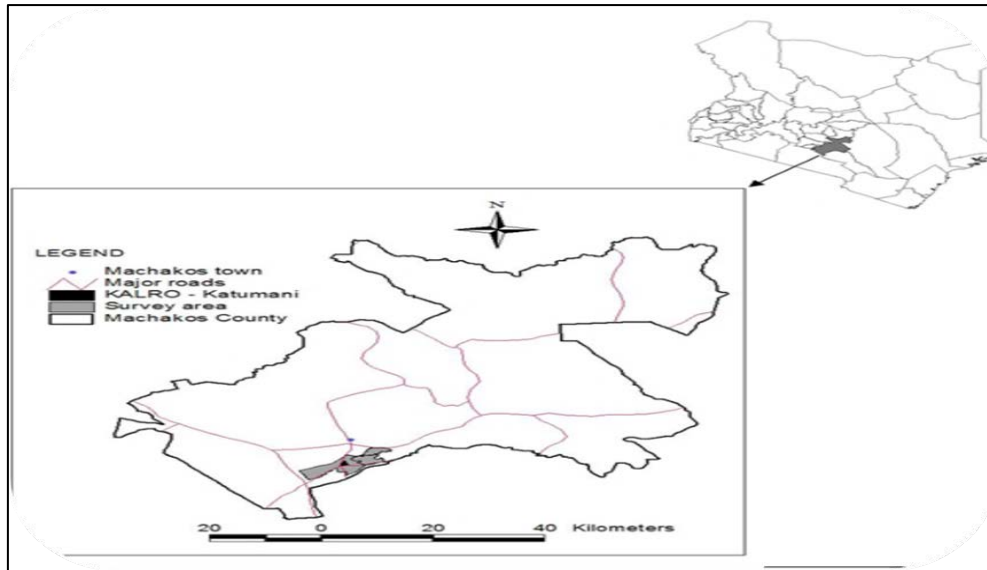 N
LEGEND
Machakos town
Major roads
KALRO - Katumani
Survey area
Machakos County
20 0 20 40 Kilometers